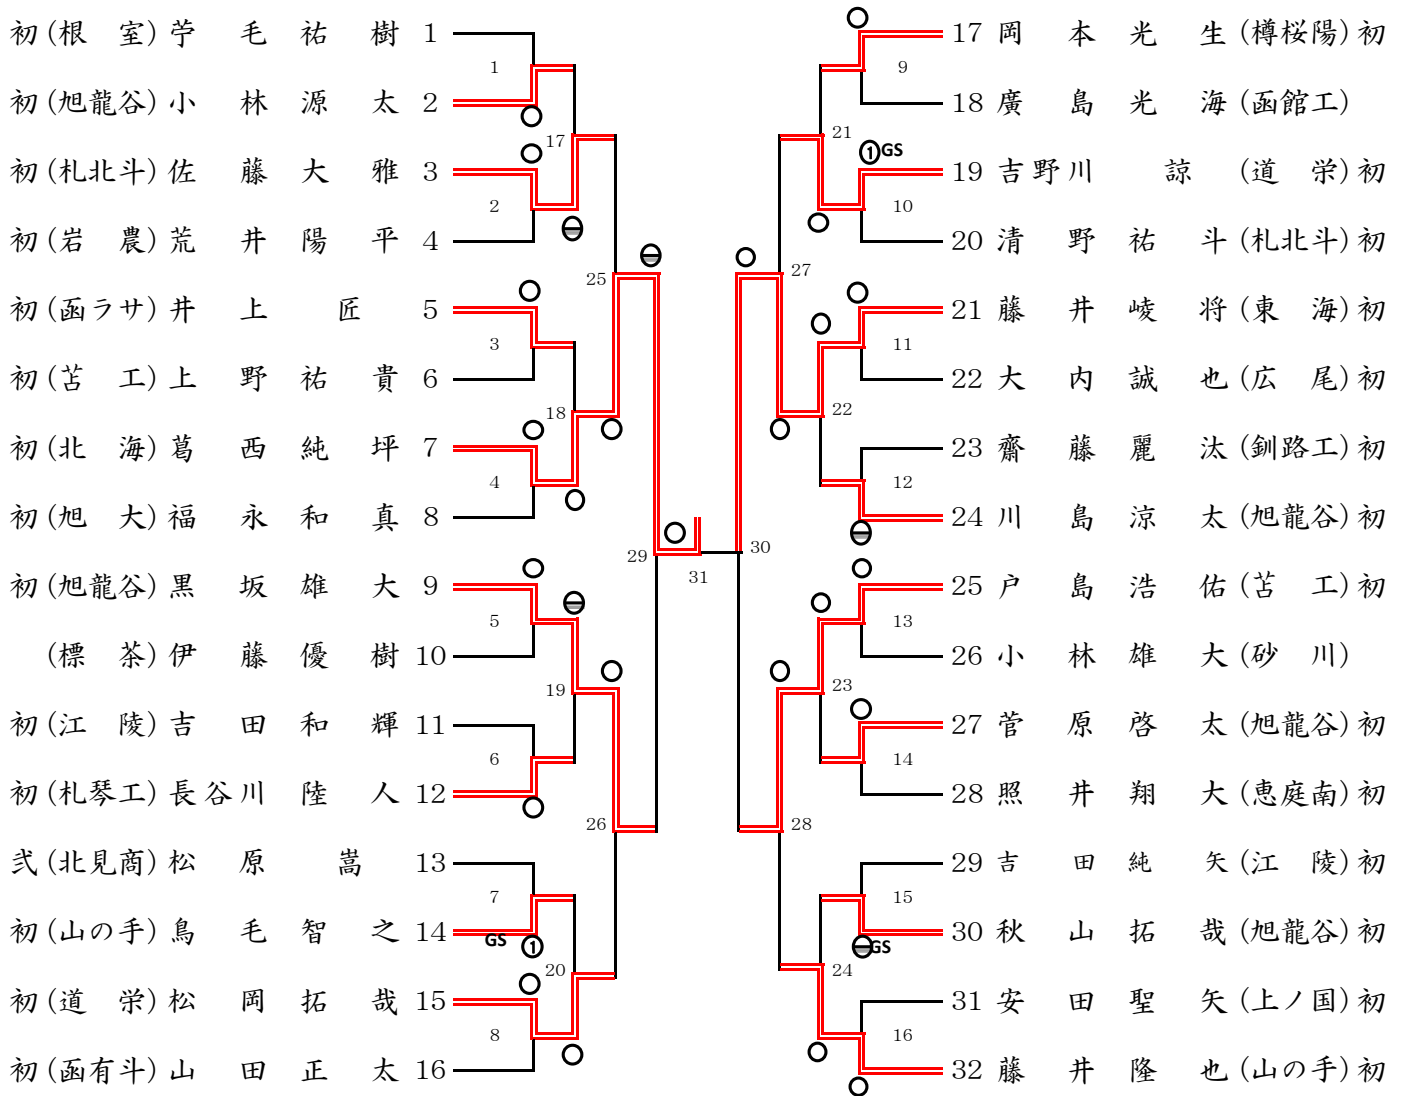 初(根　室)苧毛祐樹 1
初(旭龍谷)小林源太 2
初(札北斗)佐藤大雅 3
初(岩　農)荒井陽平 4
初(函ラサ)井上匠 5
初(苫　工)上野祐貴 6
初(北　海)葛西純坪 7
初(旭　大)福永和真 8
初(旭龍谷)黒坂雄大 9
(標　茶)伊藤優樹 10
初(江　陵)吉田和輝 11
初(札琴工)長谷川陸人 12
弐(北見商)松原嵩 13
初(山の手)鳥毛智之 14
初(道　栄)松岡拓哉 15
初(函有斗)山田正太 16
1
2
3
4
5
6
7
GS ①
8
17
18
19
20
25
26
29
31
30
27
28
21
22
23
24
9
①GS
10
11
12
13
14
15
GS
16
17 岡本光生(樽桜陽)初
18 廣島光海(函館工)
19 吉野川諒(道　栄)初
20 清野祐斗(札北斗)初
21 藤井崚将(東　海)初
22 大内誠也(広　尾)初
23 齋藤麗汰(釧路工)初
24 川島涼太(旭龍谷)初
25 戸島浩佑(苫　工)初
26 小林雄大(砂　川)
27 菅原啓太(旭龍谷)初
28 照井翔大(恵庭南)初
29 吉田純矢(江　陵)初
30 秋山拓哉(旭龍谷)初
31 安田聖矢(上ノ国)初
32 藤井隆也(山の手)初